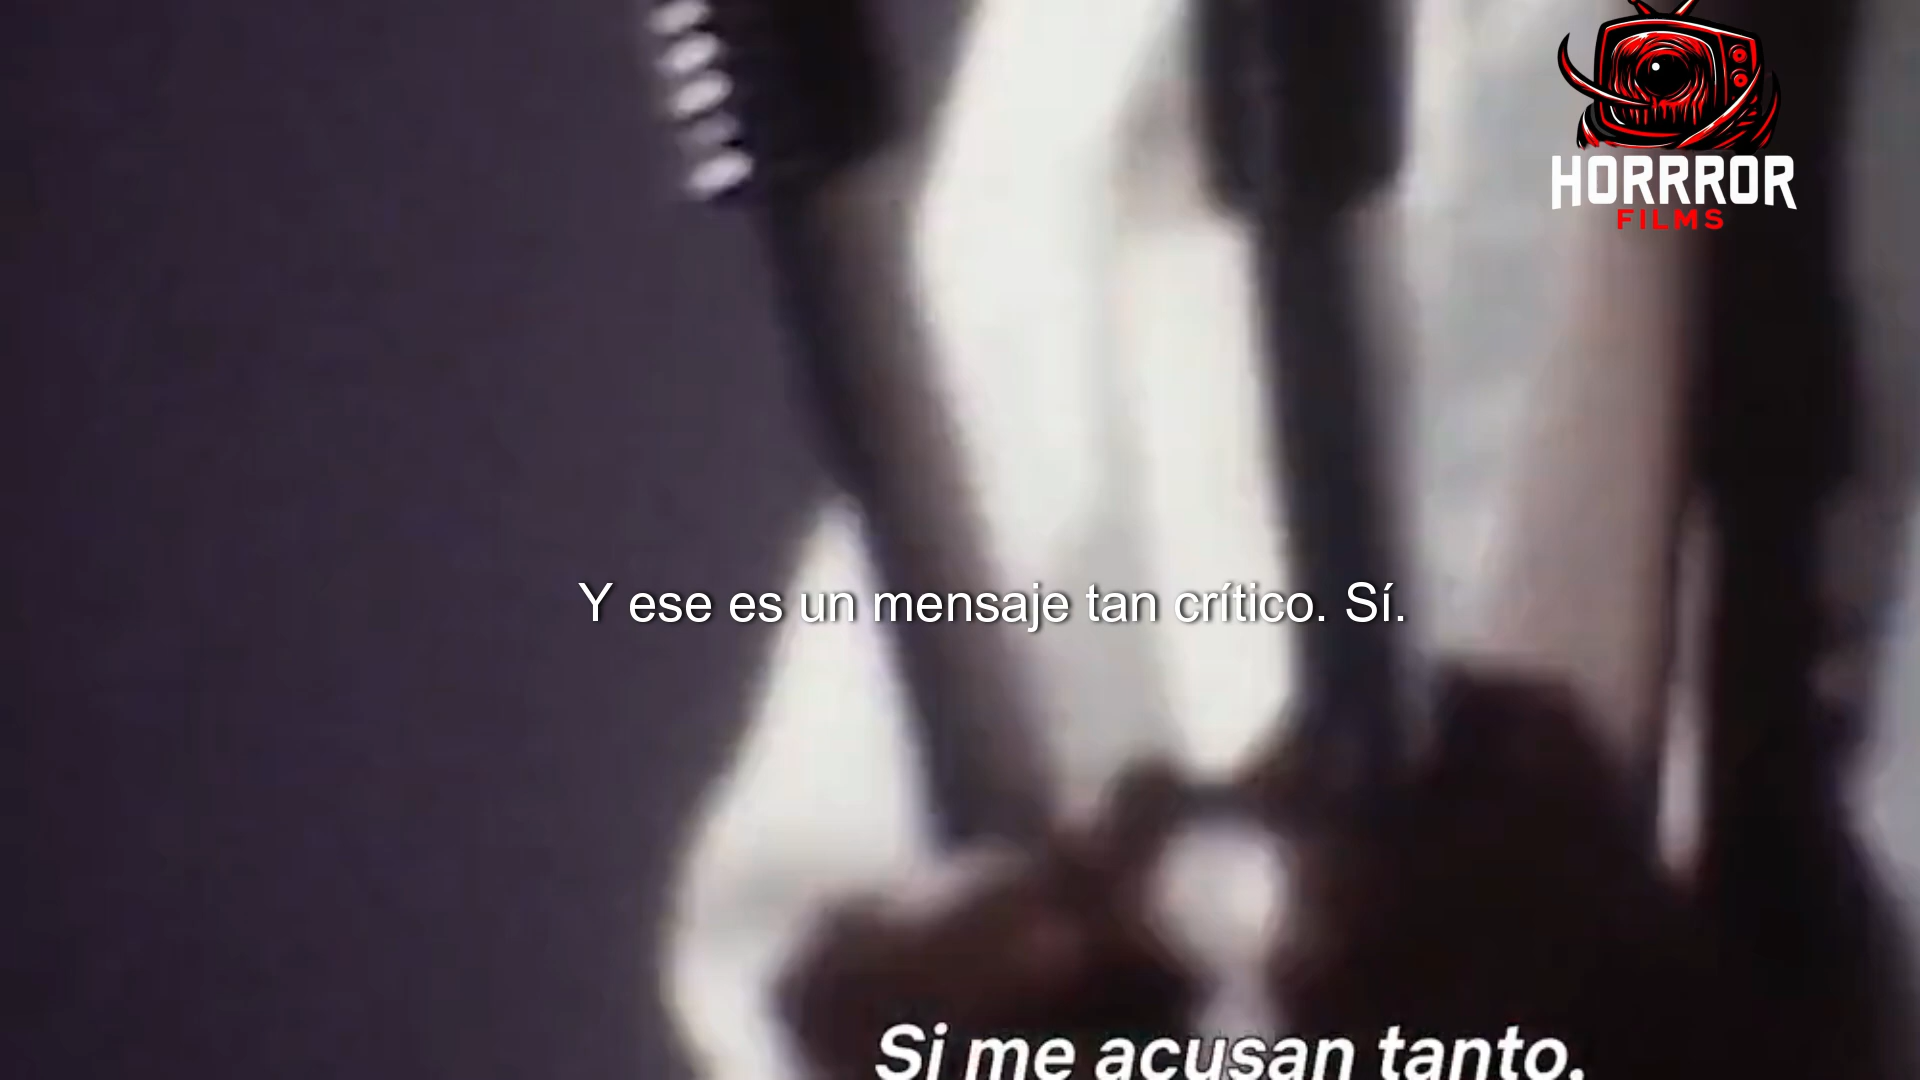 HORRROR
FILMS
Y ese es un mensaje tan crítico. Sí.
Si me acusan tanto,